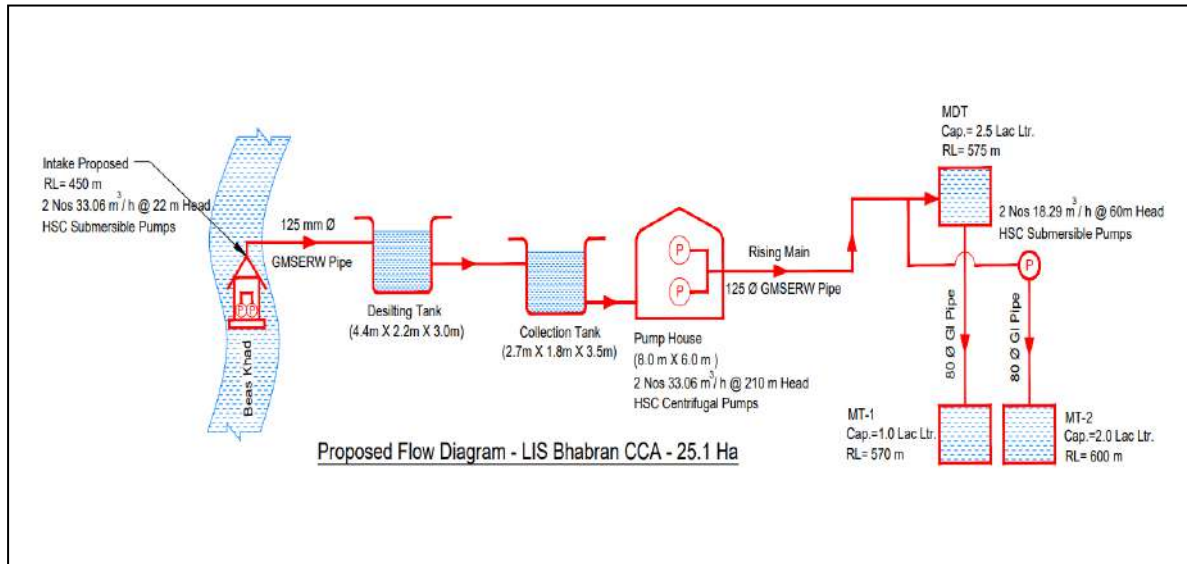 Intake Proposed
RL= 450 m
2 Nos 33.06 m³/ h @ 22 m Head
HSC Submersible Pumps
P P
Beas Khad
125 mm Ø
GMSERW Pipe
Desilting Tank
(4.4m X 2.2m X 3.0m)
Collection Tank
(2.7m X 1.8m X 3.5m)
P
P
Pump House
(8.0 m X 6.0 m )
2 Nos 33.06 m³/ h @ 210 m Head
HSC Centrifugal Pumps
Rising Main
125 Ø GMSERW Pipe
MDT
Cap.= 2.5 Lac Ltr.
RL= 575 m
2 Nos 18.29 m³/ h @ 60m Head
HSC Submersible Pumps
P
80 Ø GI Pipe
80 Ø GI Pipe
MT-1
Cap.=1.0 Lac Ltr.
RL= 570 m
MT-2
Cap.=2.0 Lac Ltr.
RL= 600 m
Proposed Flow Diagram - LIS Bhabran CCA - 25.1 Ha